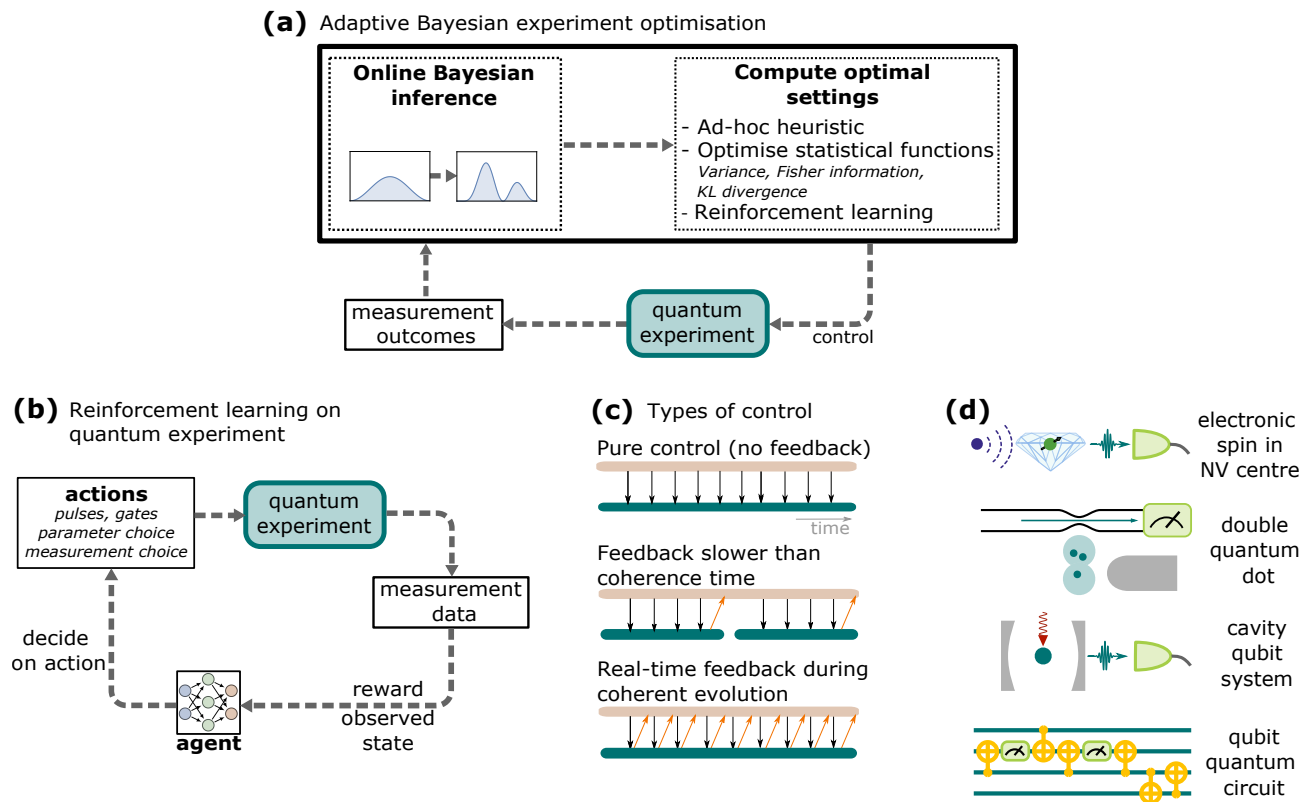 (a) Adaptive Bayesian experiment optimisation
Online Bayesian
inference
Compute optimal
settings
- Ad-hoc heuristic
- Optimise statistical functions
Variance, Fisher information,
KL divergence
- Reinforcement learning
measurement
outcomes
quantum
experiment
control
(b) Reinforcement learning on
quantum experiment
actions
pulses, gates
parameter choice
measurement choice
quantum
experiment
measurement
data
decide
on action
reward
observed
state
agent
(c) Types of control
Pure control (no feedback)
time
Feedback slower than
coherence time
Real-time feedback during
coherent evolution
(d)
electronic
spin in
NV centre
double
quantum
dot
cavity
qubit
system
qubit
quantum
circuit